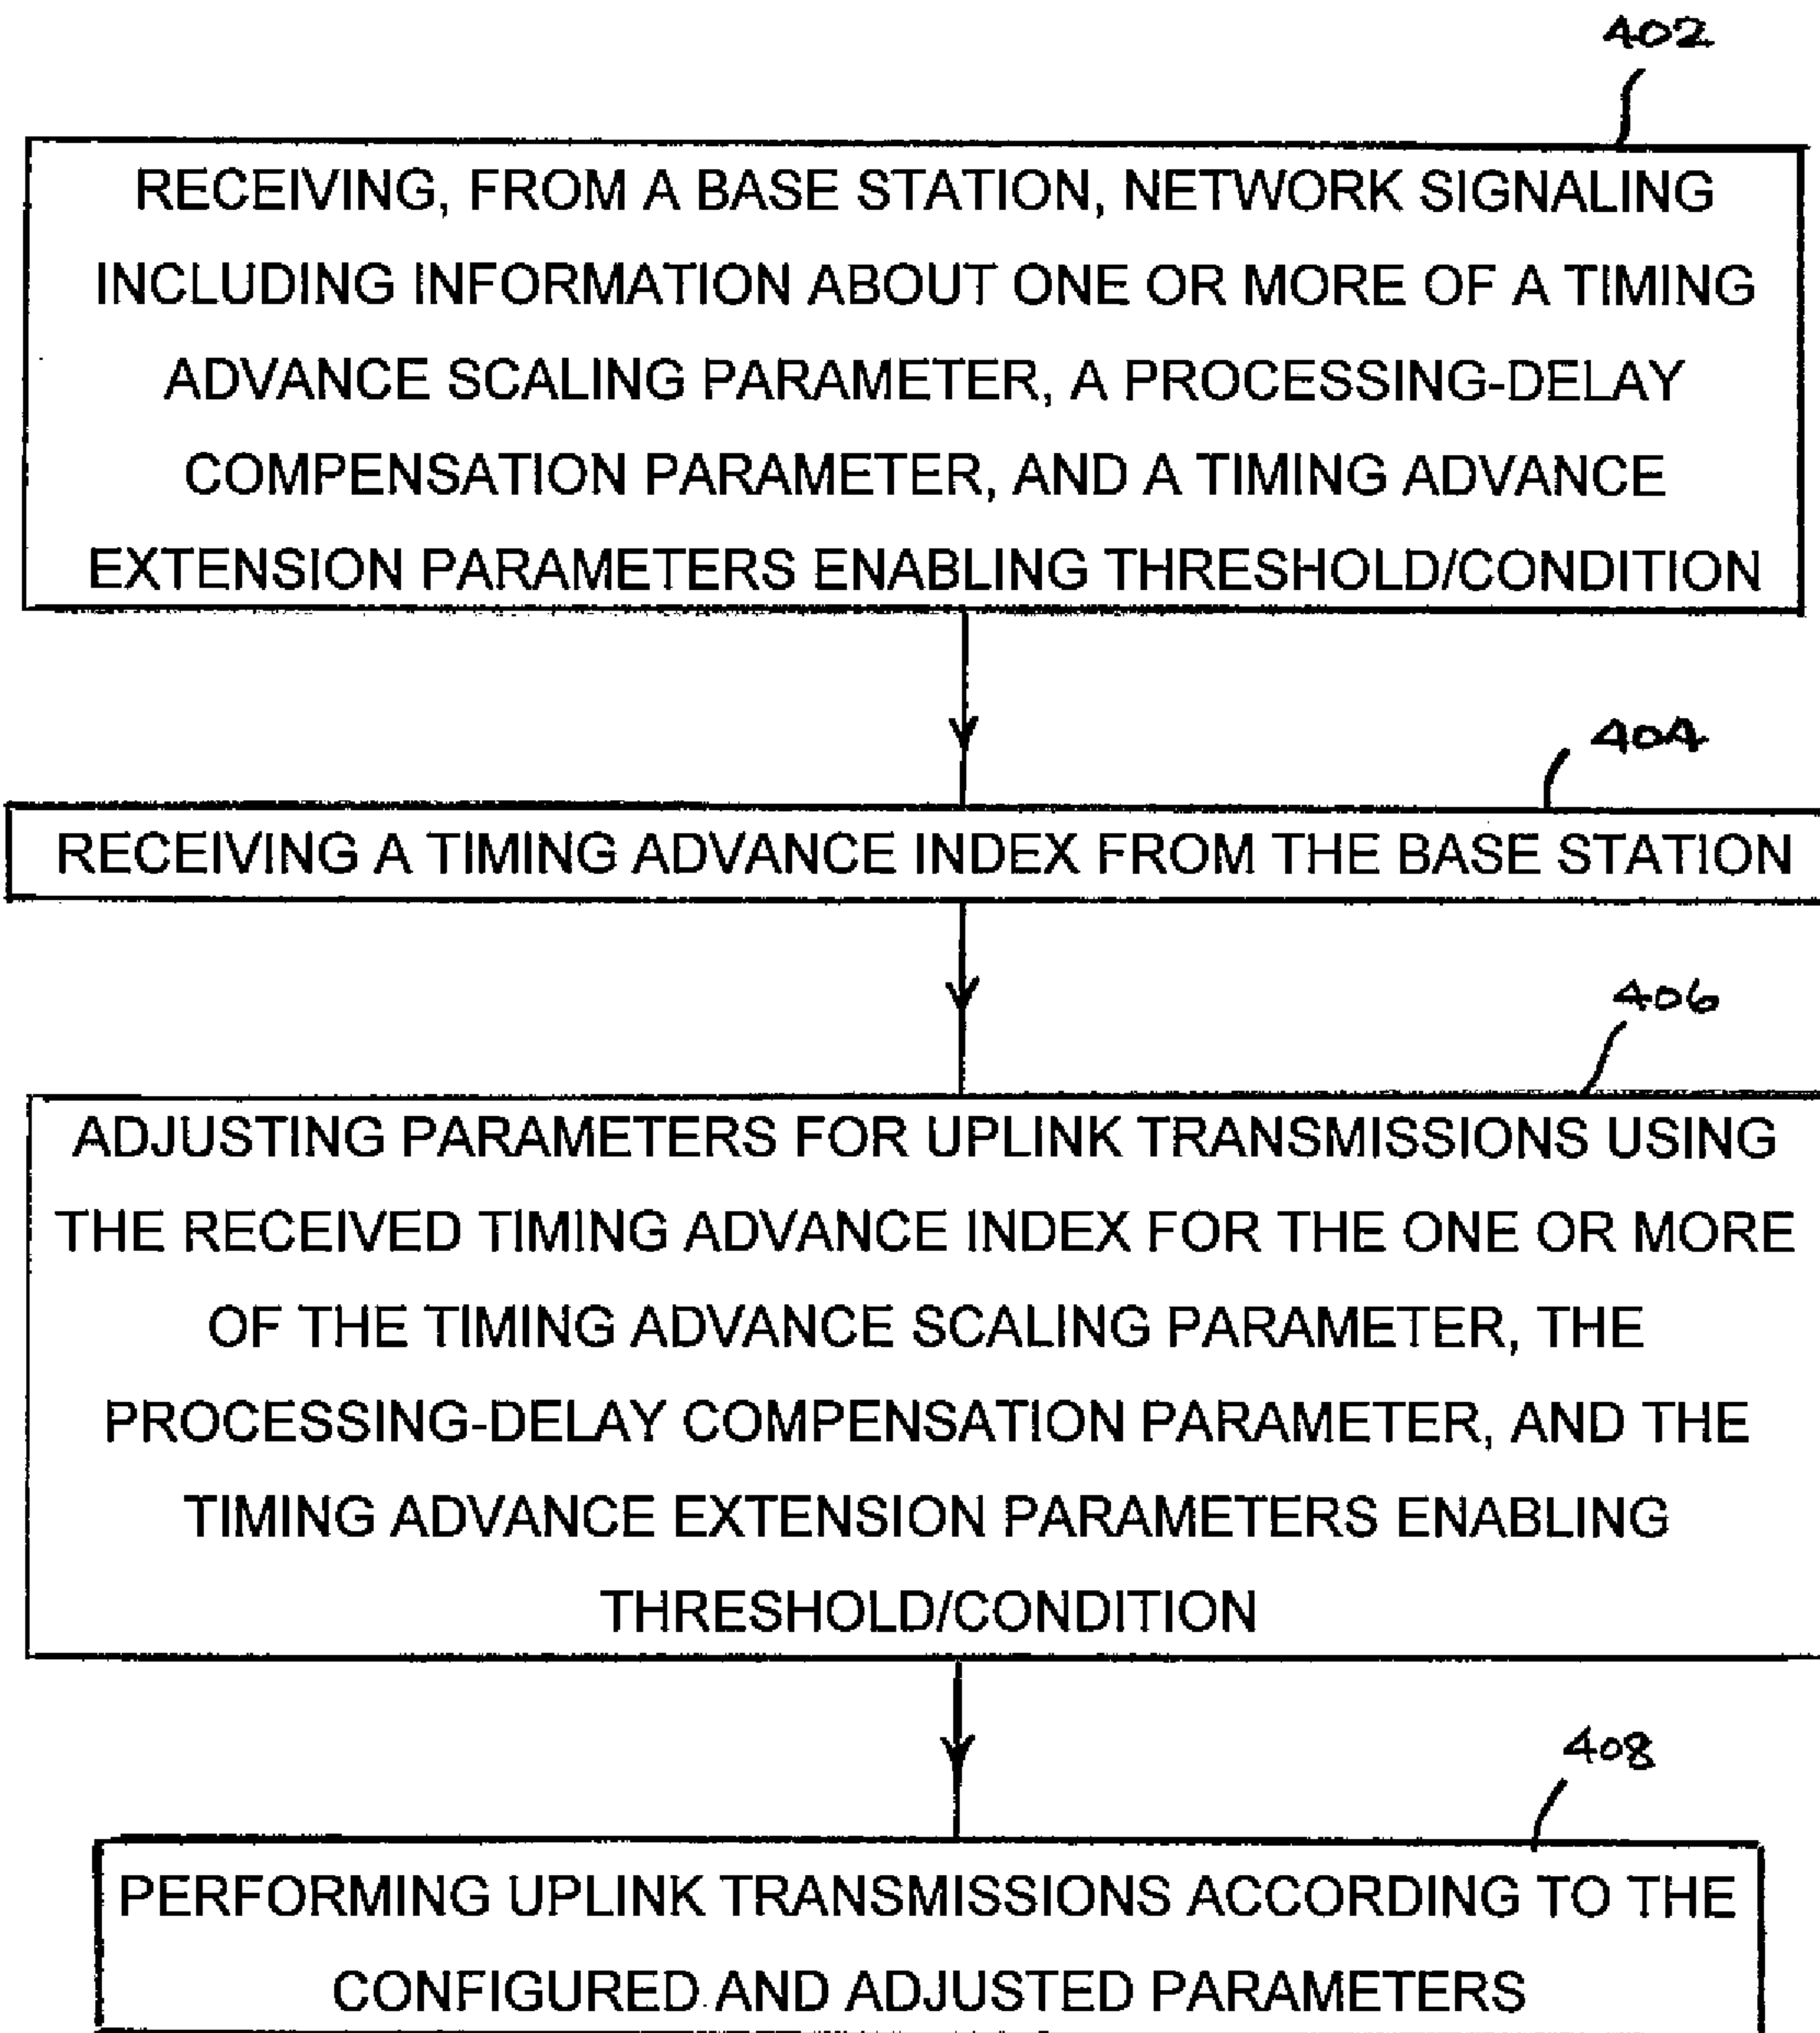 402
RECEIVING, FROM A BASE STATION, NETWORK SIGNALING
INCLUDING INFORMATION ABOUT ONE OR MORE OF A TIMING
ADVANCE SCALING PARAMETER, A PROCESSING-DELAY
COMPENSATION PARAMETER, AND A TIMING ADVANCE
EXTENSION PARAMETERS ENABLING THRESHOLD/CONDITION
404
RECEIVING A TIMING ADVANCE INDEX FROM THE BASE STATION
406
ADJUSTING PARAMETERS FOR UPLINK TRANSMISSIONS USING
THE RECEIVED TIMING ADVANCE INDEX FOR THE ONE OR MORE
OF THE TIMING ADVANCE SCALING PARAMETER, THE
PROCESSING-DELAY COMPENSATION PARAMETER, AND THE
TIMING ADVANCE EXTENSION PARAMETERS ENABLING
THRESHOLD/CONDITION
408
PERFORMING UPLINK TRANSMISSIONS ACCORDING TO THE
CONFIGURED AND ADJUSTED PARAMETERS